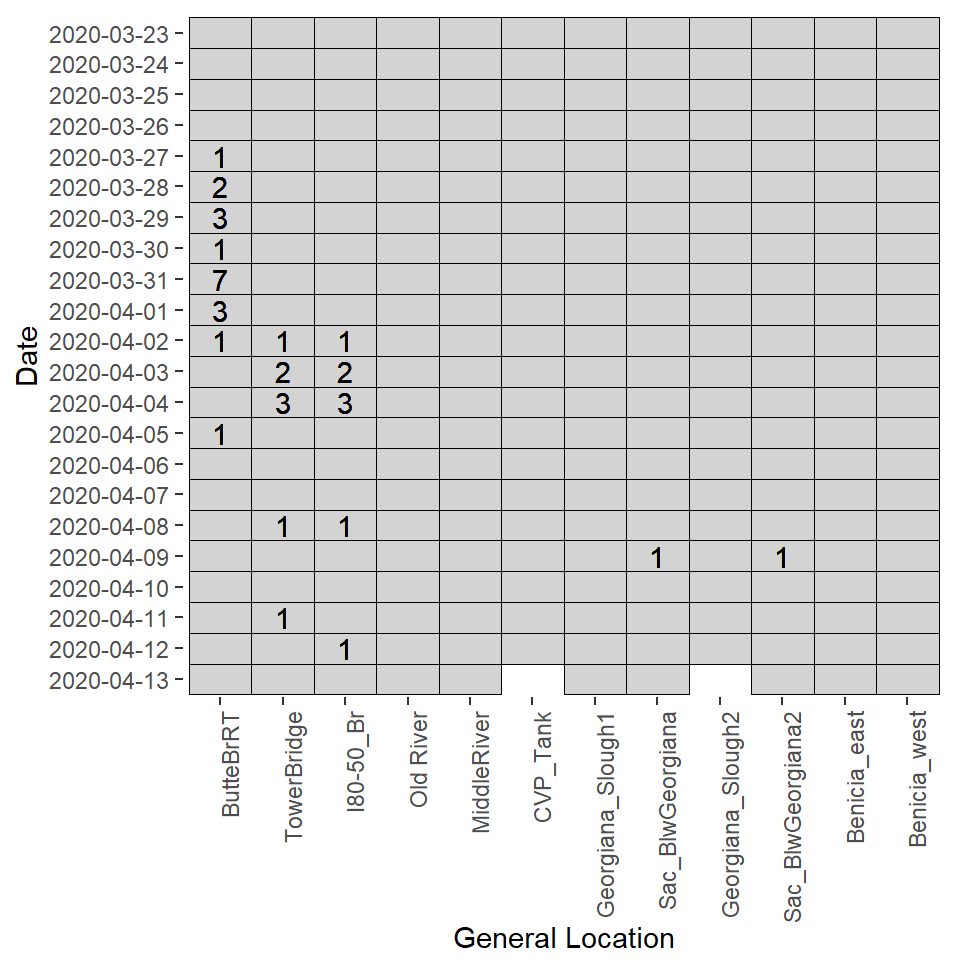 2020-03-23
2020-03-24
2020-03-25
2020-03-26
2020-03-27 1
2020-03-28 2
2020-03-29 3
2020-03-30 1
2020-03-31 7
2020-04-01 3
2020-04-02 1 1 1
2020-04-03 2 2
2020-04-04 3 3
2020-04-05 1
2020-04-06
2020-04-07
2020-04-08 1 1
2020-04-09 1 1
2020-04-10
2020-04-11 1
2020-04-12 1
2020-04-13
Date
ButteBrRT
TowerBridge
I80-50_Br
Old River
MiddleRiver
CVP_Tank
Georgiana_Slough1
Sac_BlwGeorgiana
Georgiana_Slough2
Sac_BlwGeorgiana2
Benicia_east
Benicia_west
General Location